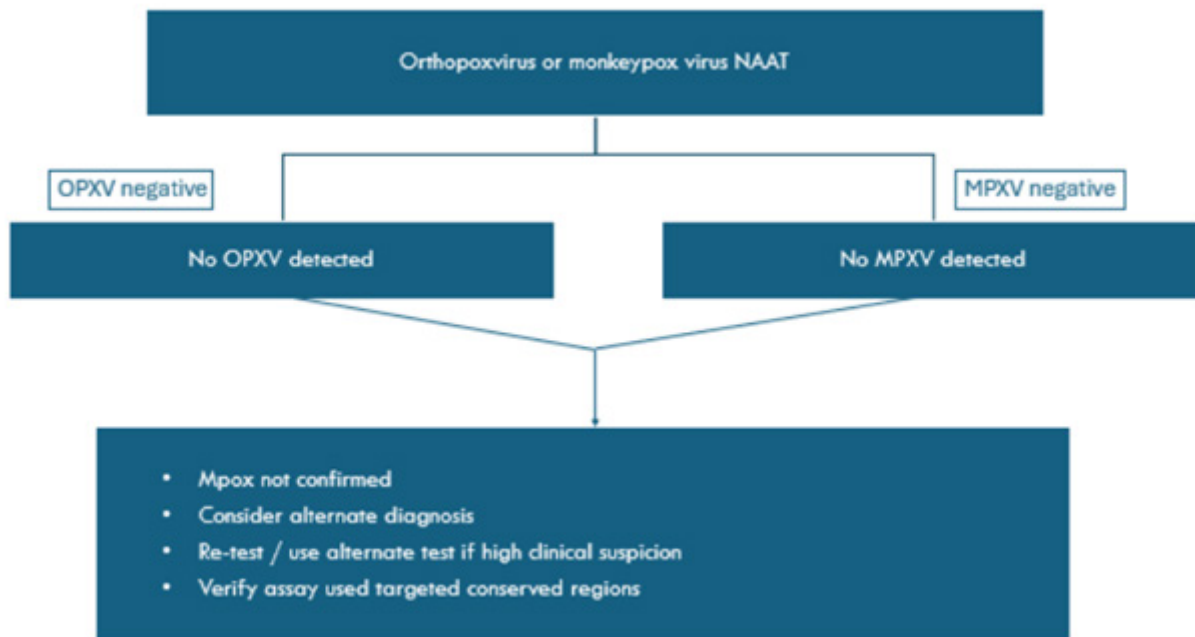 Orthopoxvirus or monkeypox virus NAAT
OPXV negative
MPXV negative
No OPXV detected
No MPXV detected
• Mpox not confirmed
• Consider alternate diagnosis
• Re-test / use alternate test if high clinical suspicion
• Verify assay used targeted conserved regions